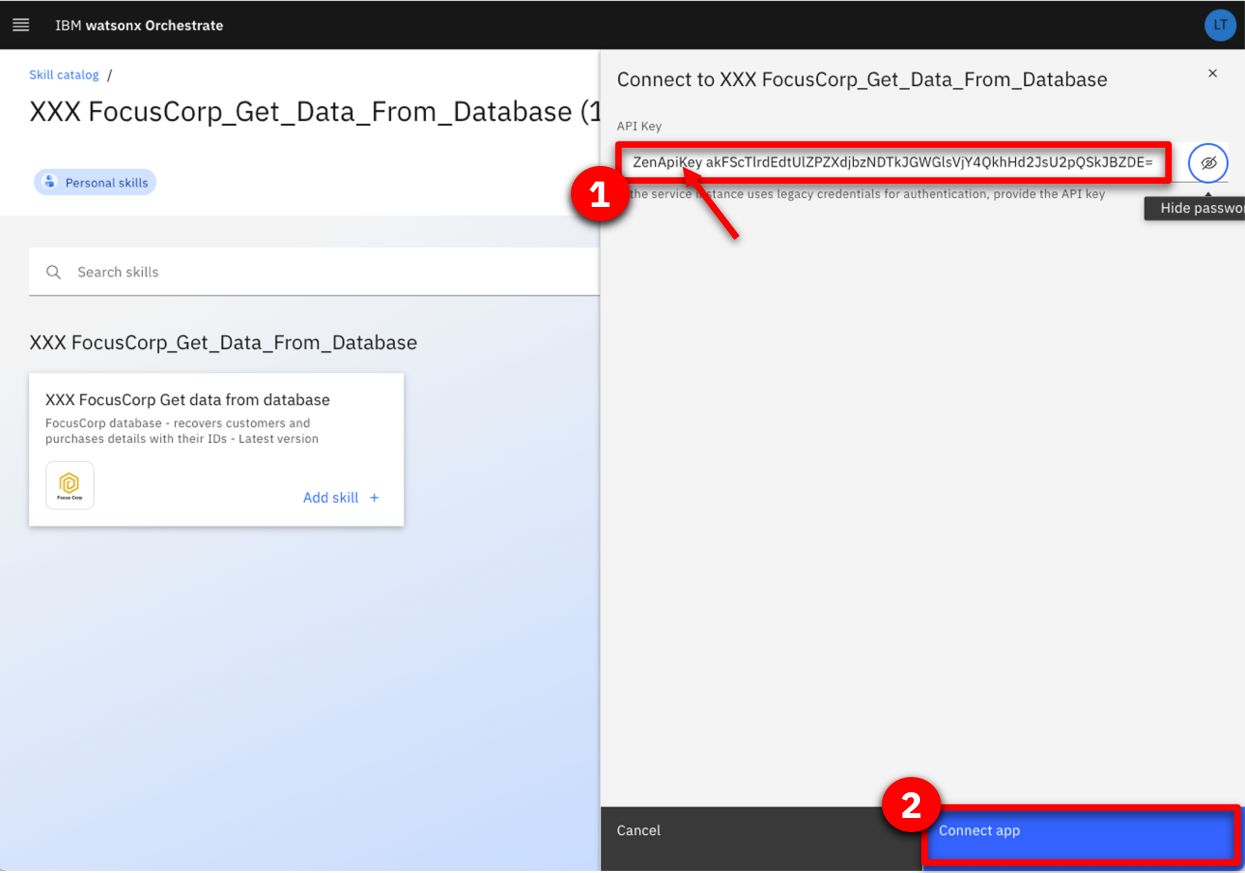 IBM watsonx Orchestrate
LT
Skill catalog /
XXX FocusCorp_Get_Data_From_Database (1
Personal skills
Search skills
XXX FocusCorp_Get_Data_From_Database
XXX FocusCorp Get data from database
FocusCorp database - recovers customers and
purchases details with their IDs - Latest version
Focus Corp
Add skill +
Connect to XXX FocusCorp_Get_Data_From_Database
API Key
ZenApiKey akFScTlrdEdtUlZPZXdjbzNDTkJGWGlsVjY4QkhHd2JsU2pQSkJBZDE=
1
the service instance uses legacy credentials for authentication, provide the API key
Hide passwo
2
Cancel
Connect app